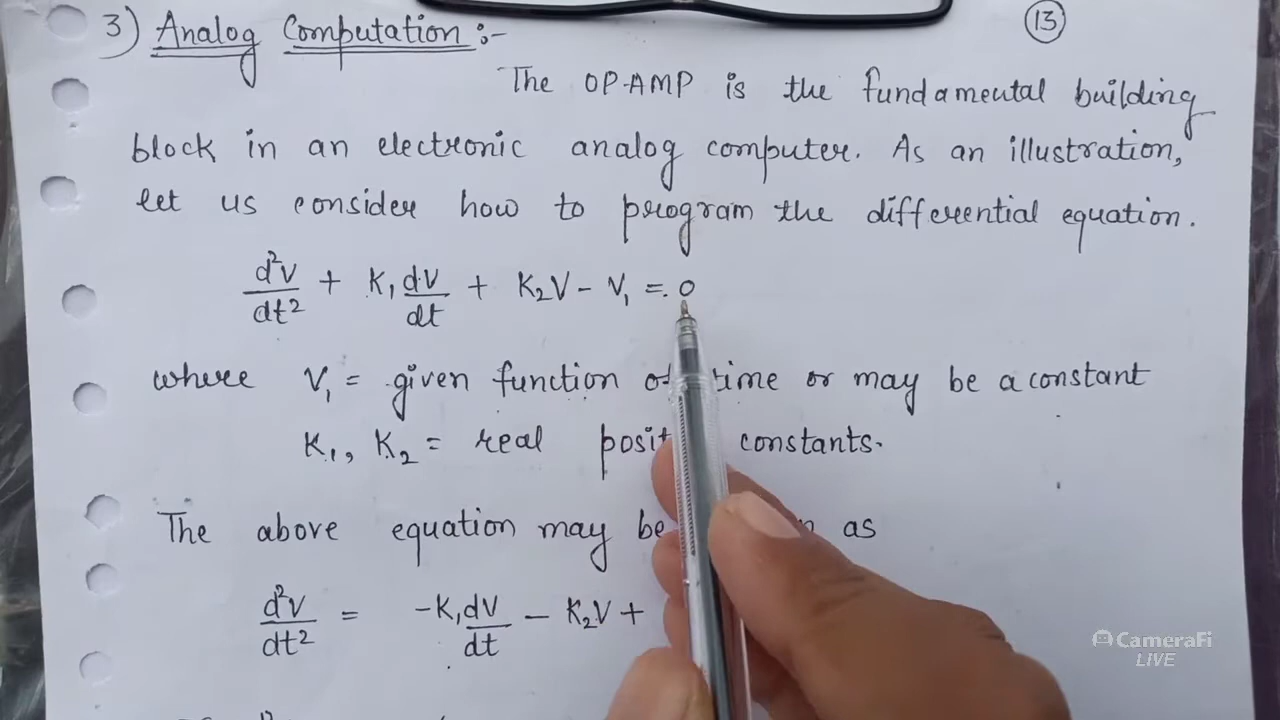 3) Analog Computation :-
13
The OP-AMP is the fundamental building
block in an electronic analog computer. As an illustration,
let us consider how to program the differential equation.
d²V/dt² + K₁ dV/dt + K₂V - V₁ = 0
where V₁ = given function of time or may be a constant
K₁, K₂ = real constants.
The above equation may be as
d²V/dt² = -K₁ dV/dt - K₂V +
CameraFi
LIVE